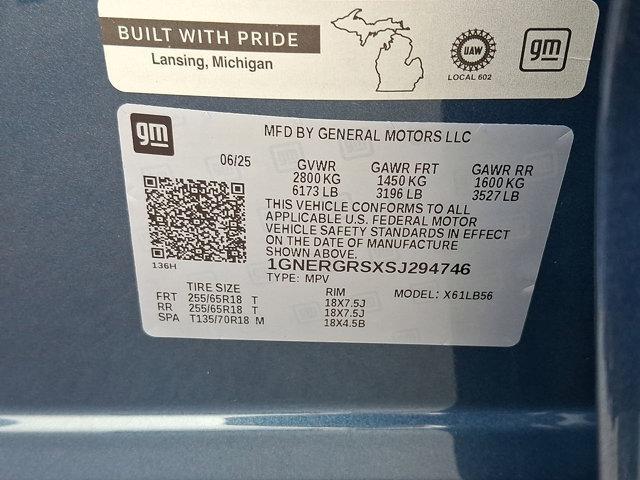 BUILT WITH PRIDE
Lansing, Michigan
UAW
LOCAL 602
gm
gm
MFD BY GENERAL MOTORS LLC
06/25 GVWR GAWR FRT GAWR RR
2800 KG 1450 KG 1600 KG
6173 LB 3196 LB 3527 LB
THIS VEHICLE CONFORMS TO ALL
APPLICABLE U.S. FEDERAL MOTOR
VEHICLE SAFETY STANDARDS IN EFFECT
ON THE DATE OF MANUFACTURE
SHOWN ABOVE.
136H
1GNERGRSXSJ294746
TYPE: MPV
TIRE SIZE RIM MODEL: X61LB56
FRT 255/65R18 T 18X7.5J
RR 255/65R18 T 18X7.5J
SPA T135/70R18 M 18X4.5B